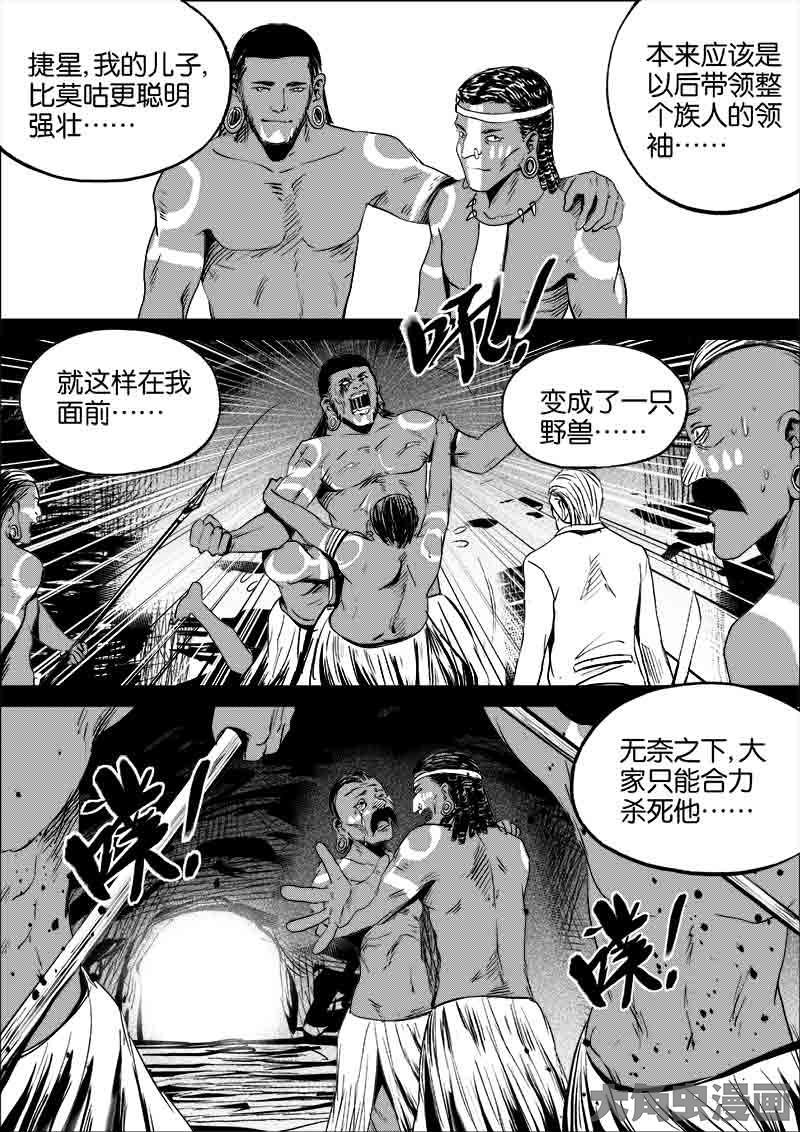 捷星,我的儿子,
比莫咕更聪明
强壮……
本来应该是
以后带领整
个族人的领
袖……
吼!
就这样在我
面前……
变成了一只
野兽……
无奈之下,大
家只能合力
杀死他……
噗!
噗!
大角虫漫画